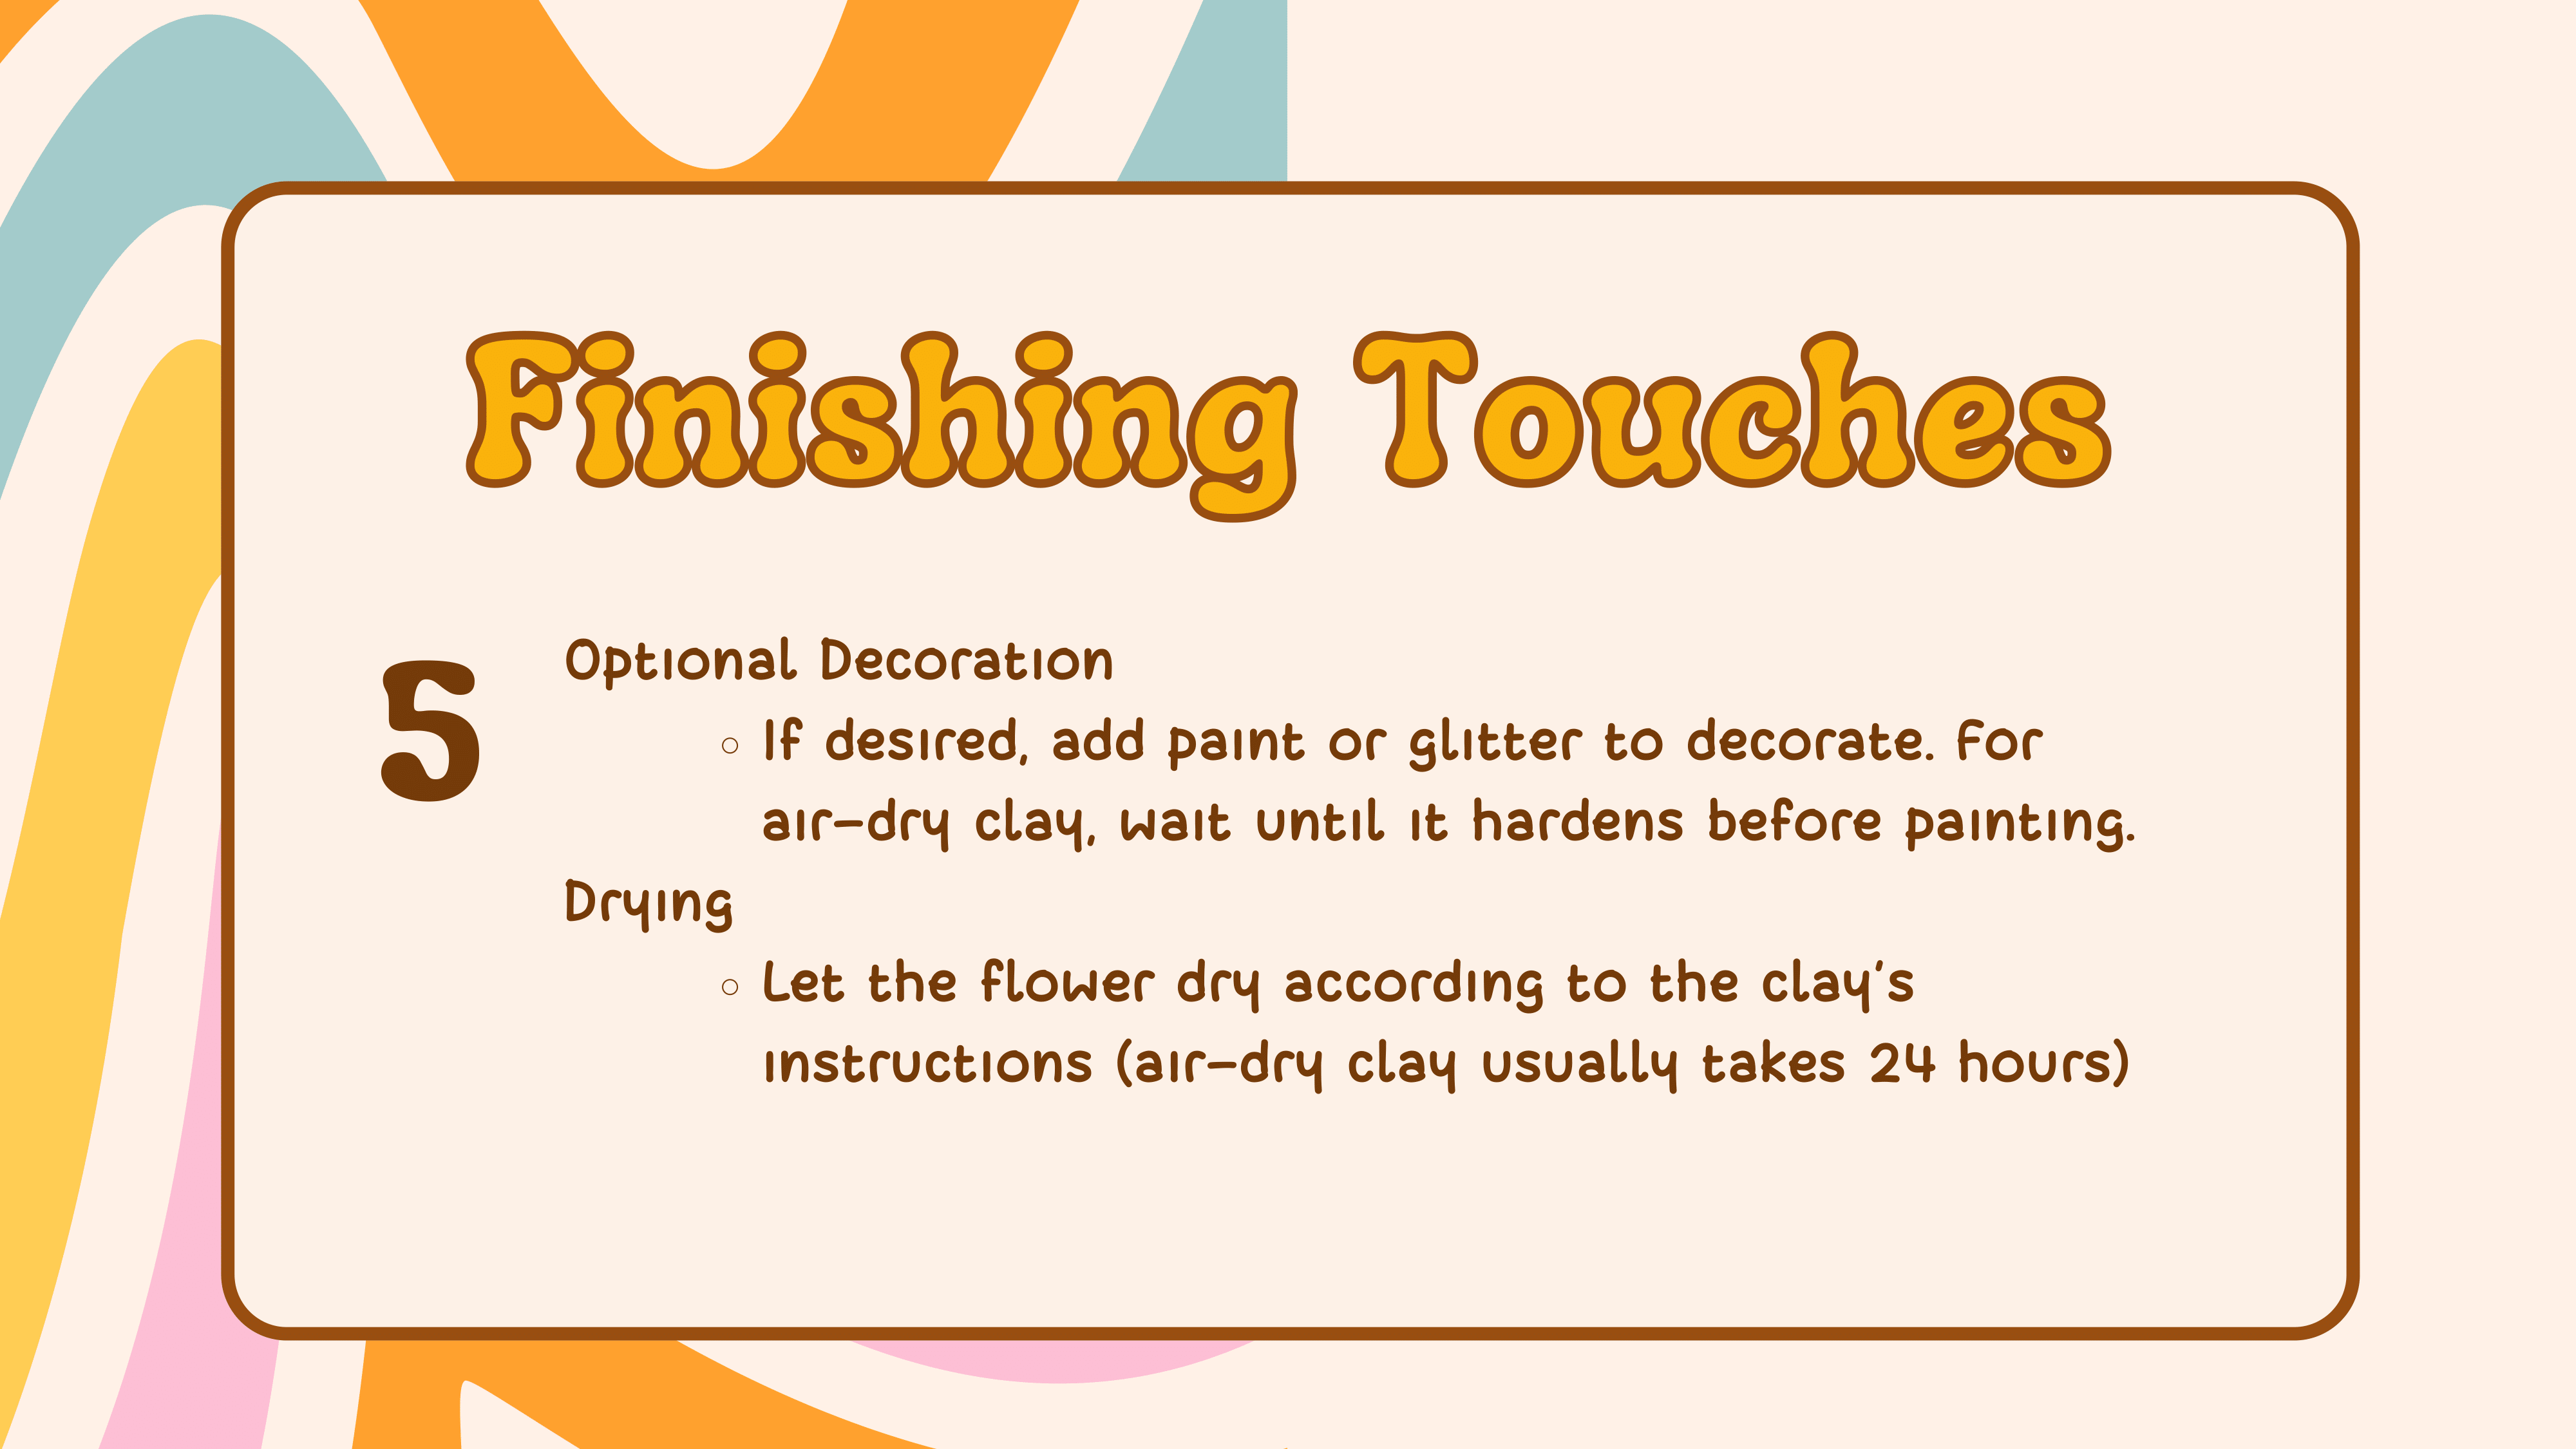 Finishing Touches
5
Optional Decoration
○ If desired, add paint or glitter to decorate. For
air-dry clay, wait until it hardens before painting.
Drying
○ Let the flower dry according to the clay's
instructions (air-dry clay usually takes 24 hours)